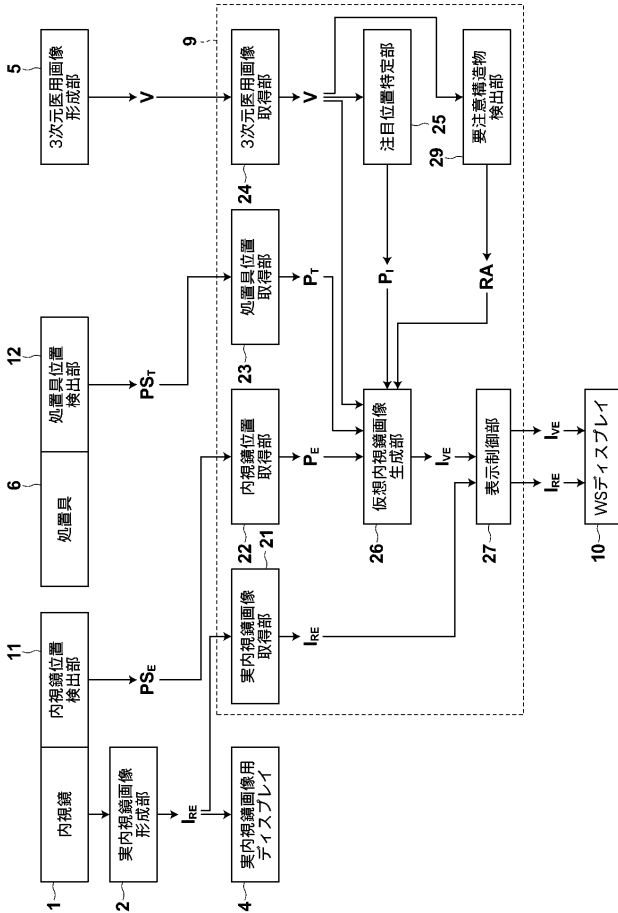 1
内視鏡
内視鏡位置
検出部
11
6
処置具
処置具位置
検出部
12
3次元医用画像
形成部
5
2
実内視鏡画像
形成部
PSE
PST
V
IRE
4
実内視鏡画像用
ディスプレイ
9
実内視鏡画像
取得部
21
内視鏡位置
取得部
22
処置具位置
取得部
23
3次元医用画像
取得部
24
IRE
PE
PT
V
仮想内視鏡画像
生成部
26
PI
注目位置特定部
25
RA
要注意構造物
検出部
29
IVE
表示制御部
27
IRE
IVE
WSディスプレイ
10